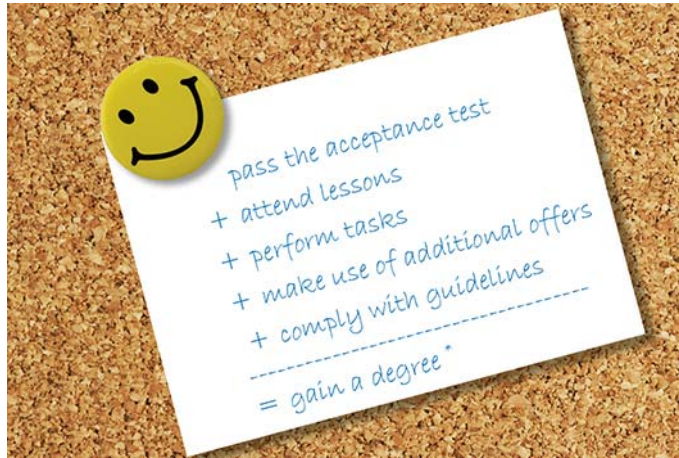 pass the acceptance test
+ attend lessons
+ perform tasks
+ make use of additional offers
+ comply with guidelines
--------------------------------
= gain a degree*